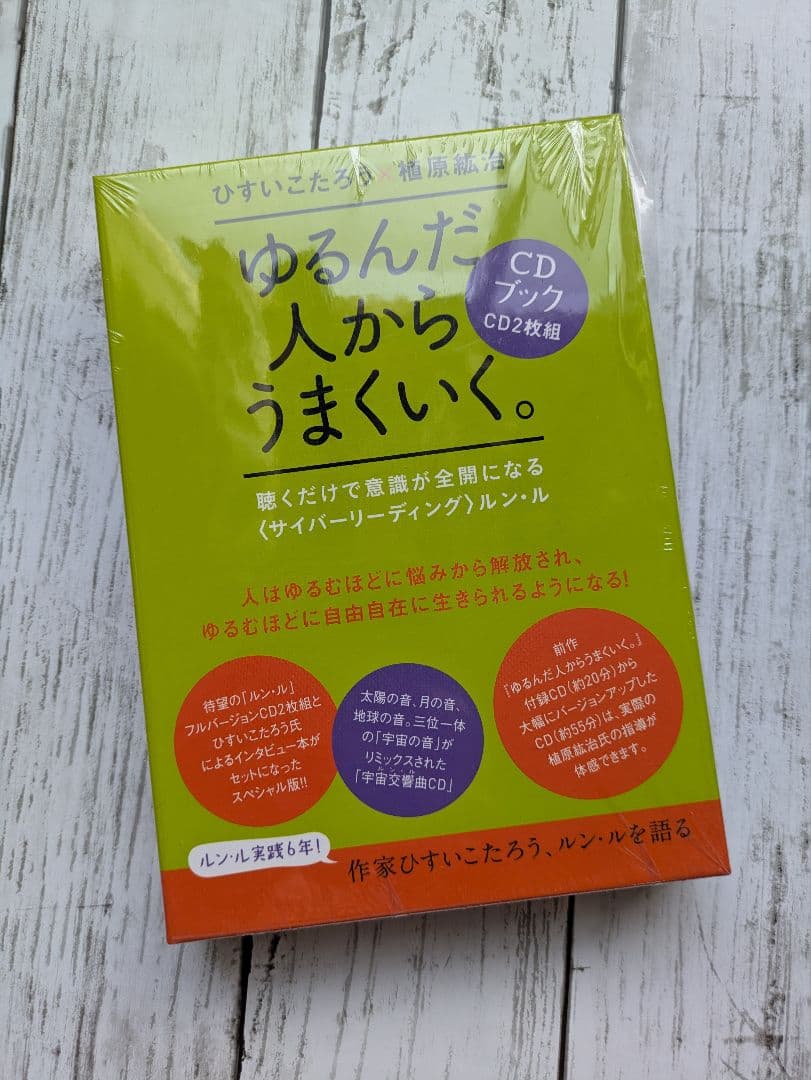 ひすいこたろう×植原紘治
ゆるんだ
人から
うまくいく。
CD
ブック
CD2枚組
聴くだけで意識が全開になる
〈サイバーリーディング〉ルン・ル
人はゆるむほどに悩みから解放され、
ゆるむほどに自由自在に生きられるようになる!
待望の「ルン・ル」
フルバージョンCD2枚組と
ひすいこたろう氏
によるインタビュー本が
セットになった
スペシャル版!!
太陽の音、月の音、
地球の音。三位一体
の「宇宙の音」が
リミックスされた
「宇宙交響曲CD」
前作
『ゆるんだ人からうまくいく。』
付録CD(約20分)から
大幅にバージョンアップした
CD(約55分)は、実際の
植原紘治氏の指導が
体感できます。
ルン・ル実践6年!
作家ひすいこたろう、ルン・ルを語る